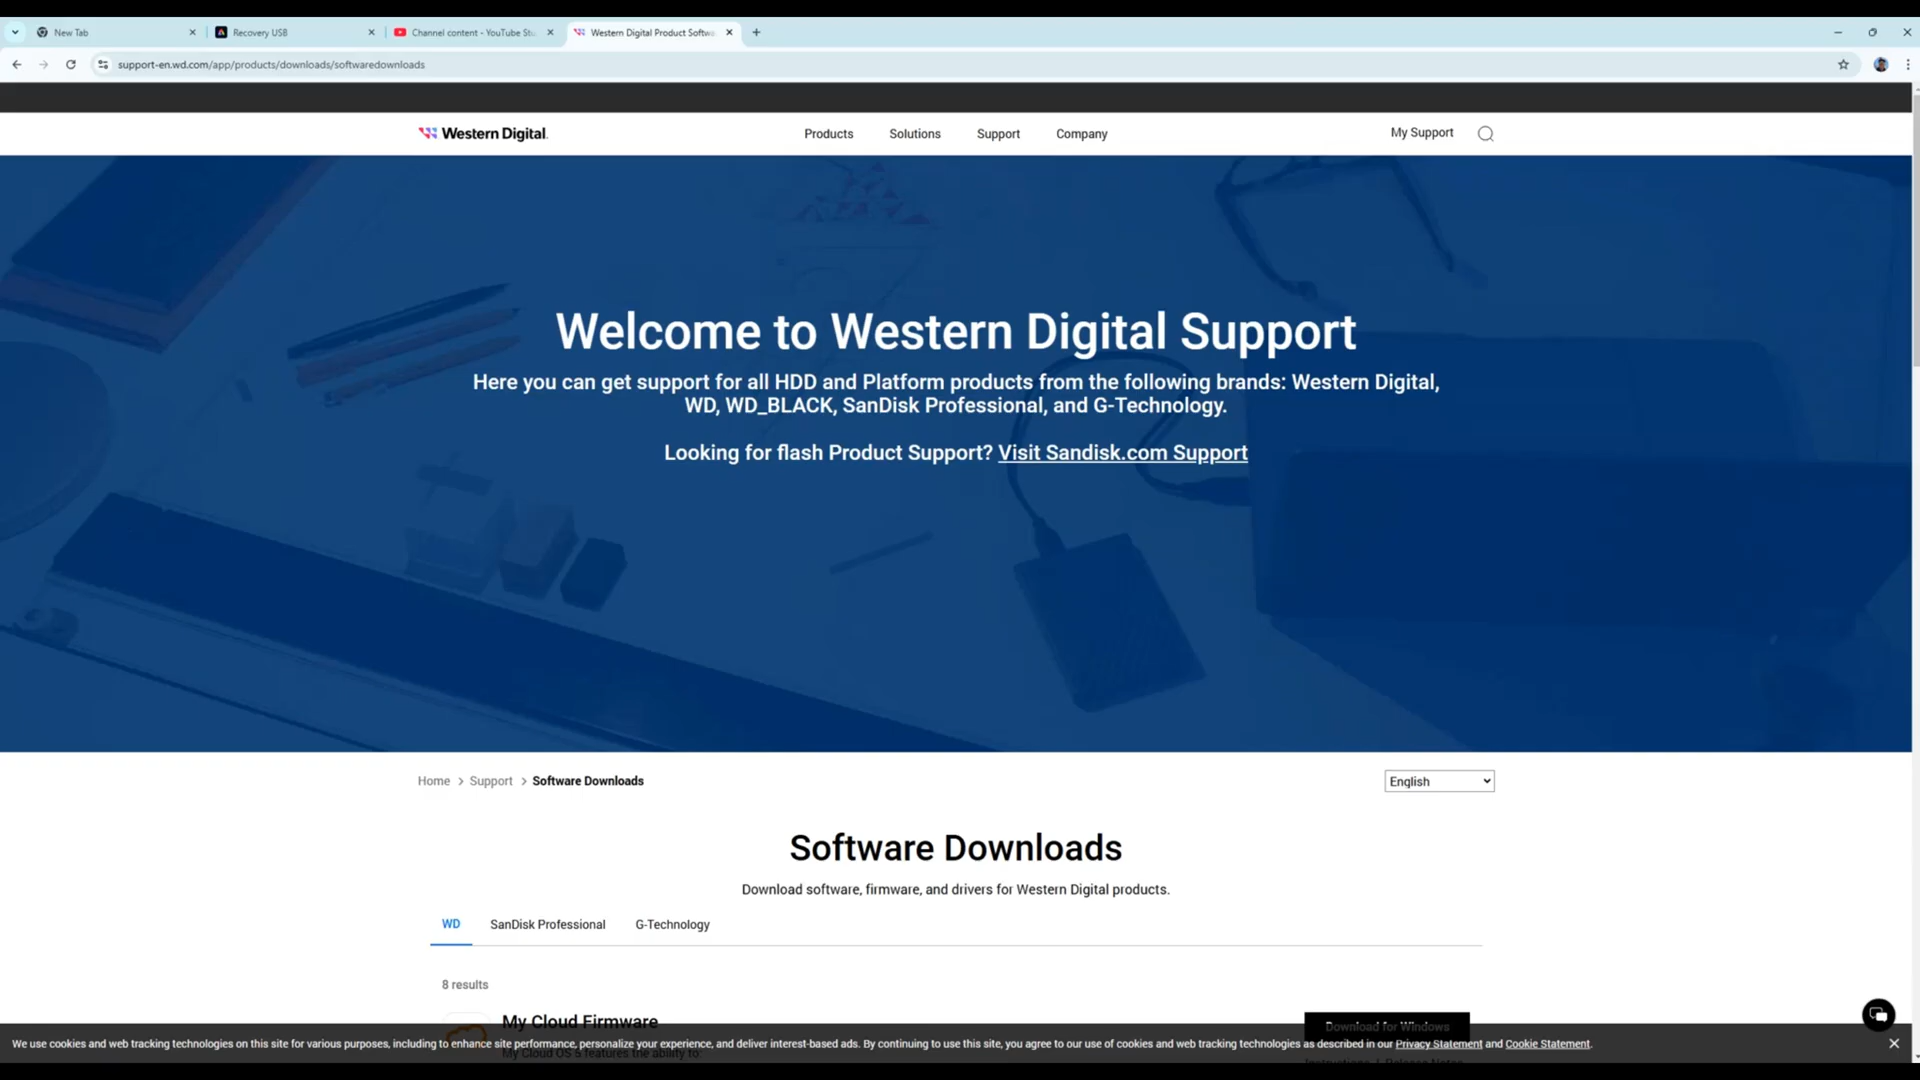 New Tab
Recovery USB
Channel content - YouTube Stu
Western Digital Product Softwa
support-en.wd.com/app/products/downloads/softwaredownloads
Western Digital.
Products
Solutions
Support
Company
My Support
Welcome to Western Digital Support
Here you can get support for all HDD and Platform products from the following brands: Western Digital,
WD, WD_BLACK, SanDisk Professional, and G-Technology.
Looking for flash Product Support? Visit Sandisk.com Support
Home > Support > Software Downloads
English
Software Downloads
Download software, firmware, and drivers for Western Digital products.
WD
SanDisk Professional
G-Technology
8 results
My Cloud Firmware
Download for Windows
We use cookies and web tracking technologies on this site for various purposes, including to enhance site performance, personalize your experience, and deliver interest-based ads. By continuing to use this site, you agree to our use of cookies and web tracking technologies as described in our Privacy Statement and Cookie Statement.
My Cloud OS 5 features the ability to: